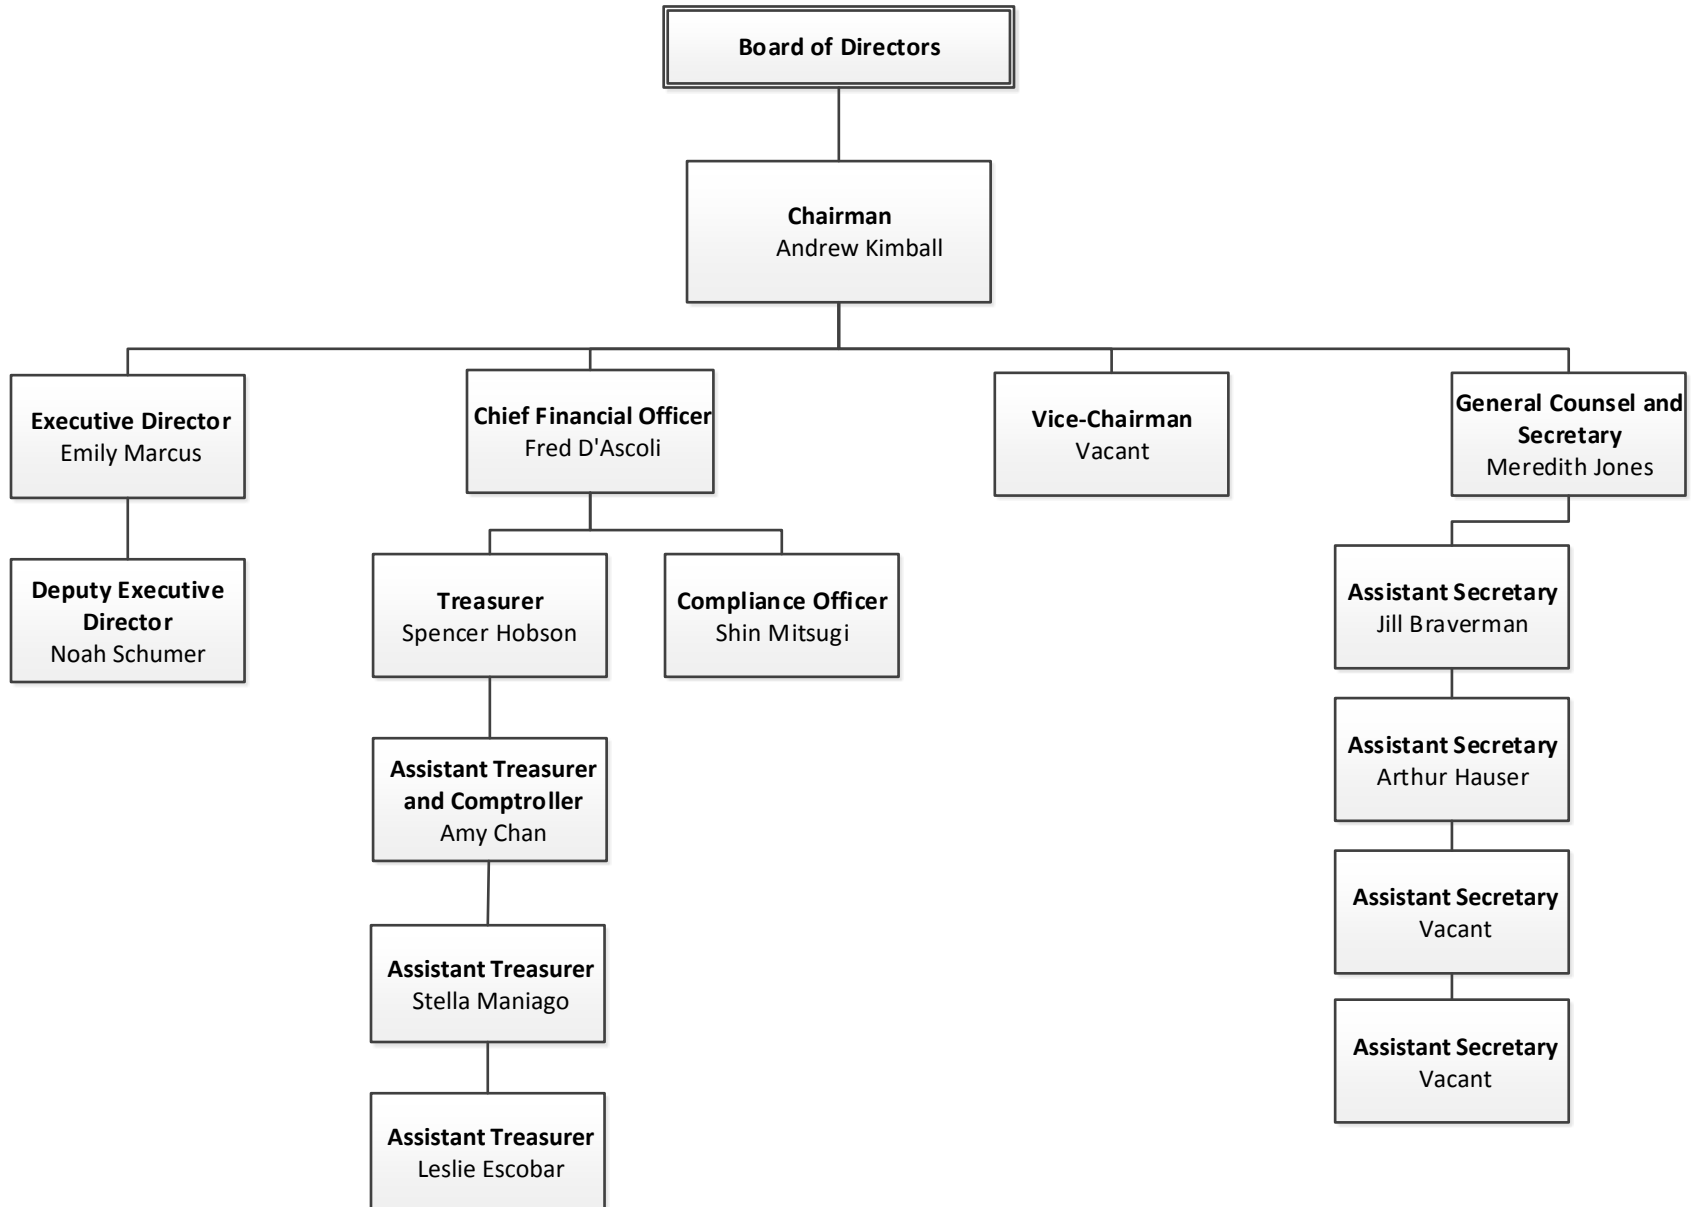 Board of Directors
Chairman
Andrew Kimball
Executive Director
Emily Marcus
Chief Financial Officer
Fred D'Ascoli
Vice-Chairman
Vacant
General Counsel and
Secretary
Meredith Jones
Deputy Executive
Director
Noah Schumer
Treasurer
Spencer Hobson
Compliance Officer
Shin Mitsugi
Assistant Secretary
Jill Braverman
Assistant Treasurer
and Comptroller
Amy Chan
Assistant Secretary
Arthur Hauser
Assistant Treasurer
Stella Maniago
Assistant Secretary
Vacant
Assistant Secretary
Vacant
Assistant Treasurer
Leslie Escobar